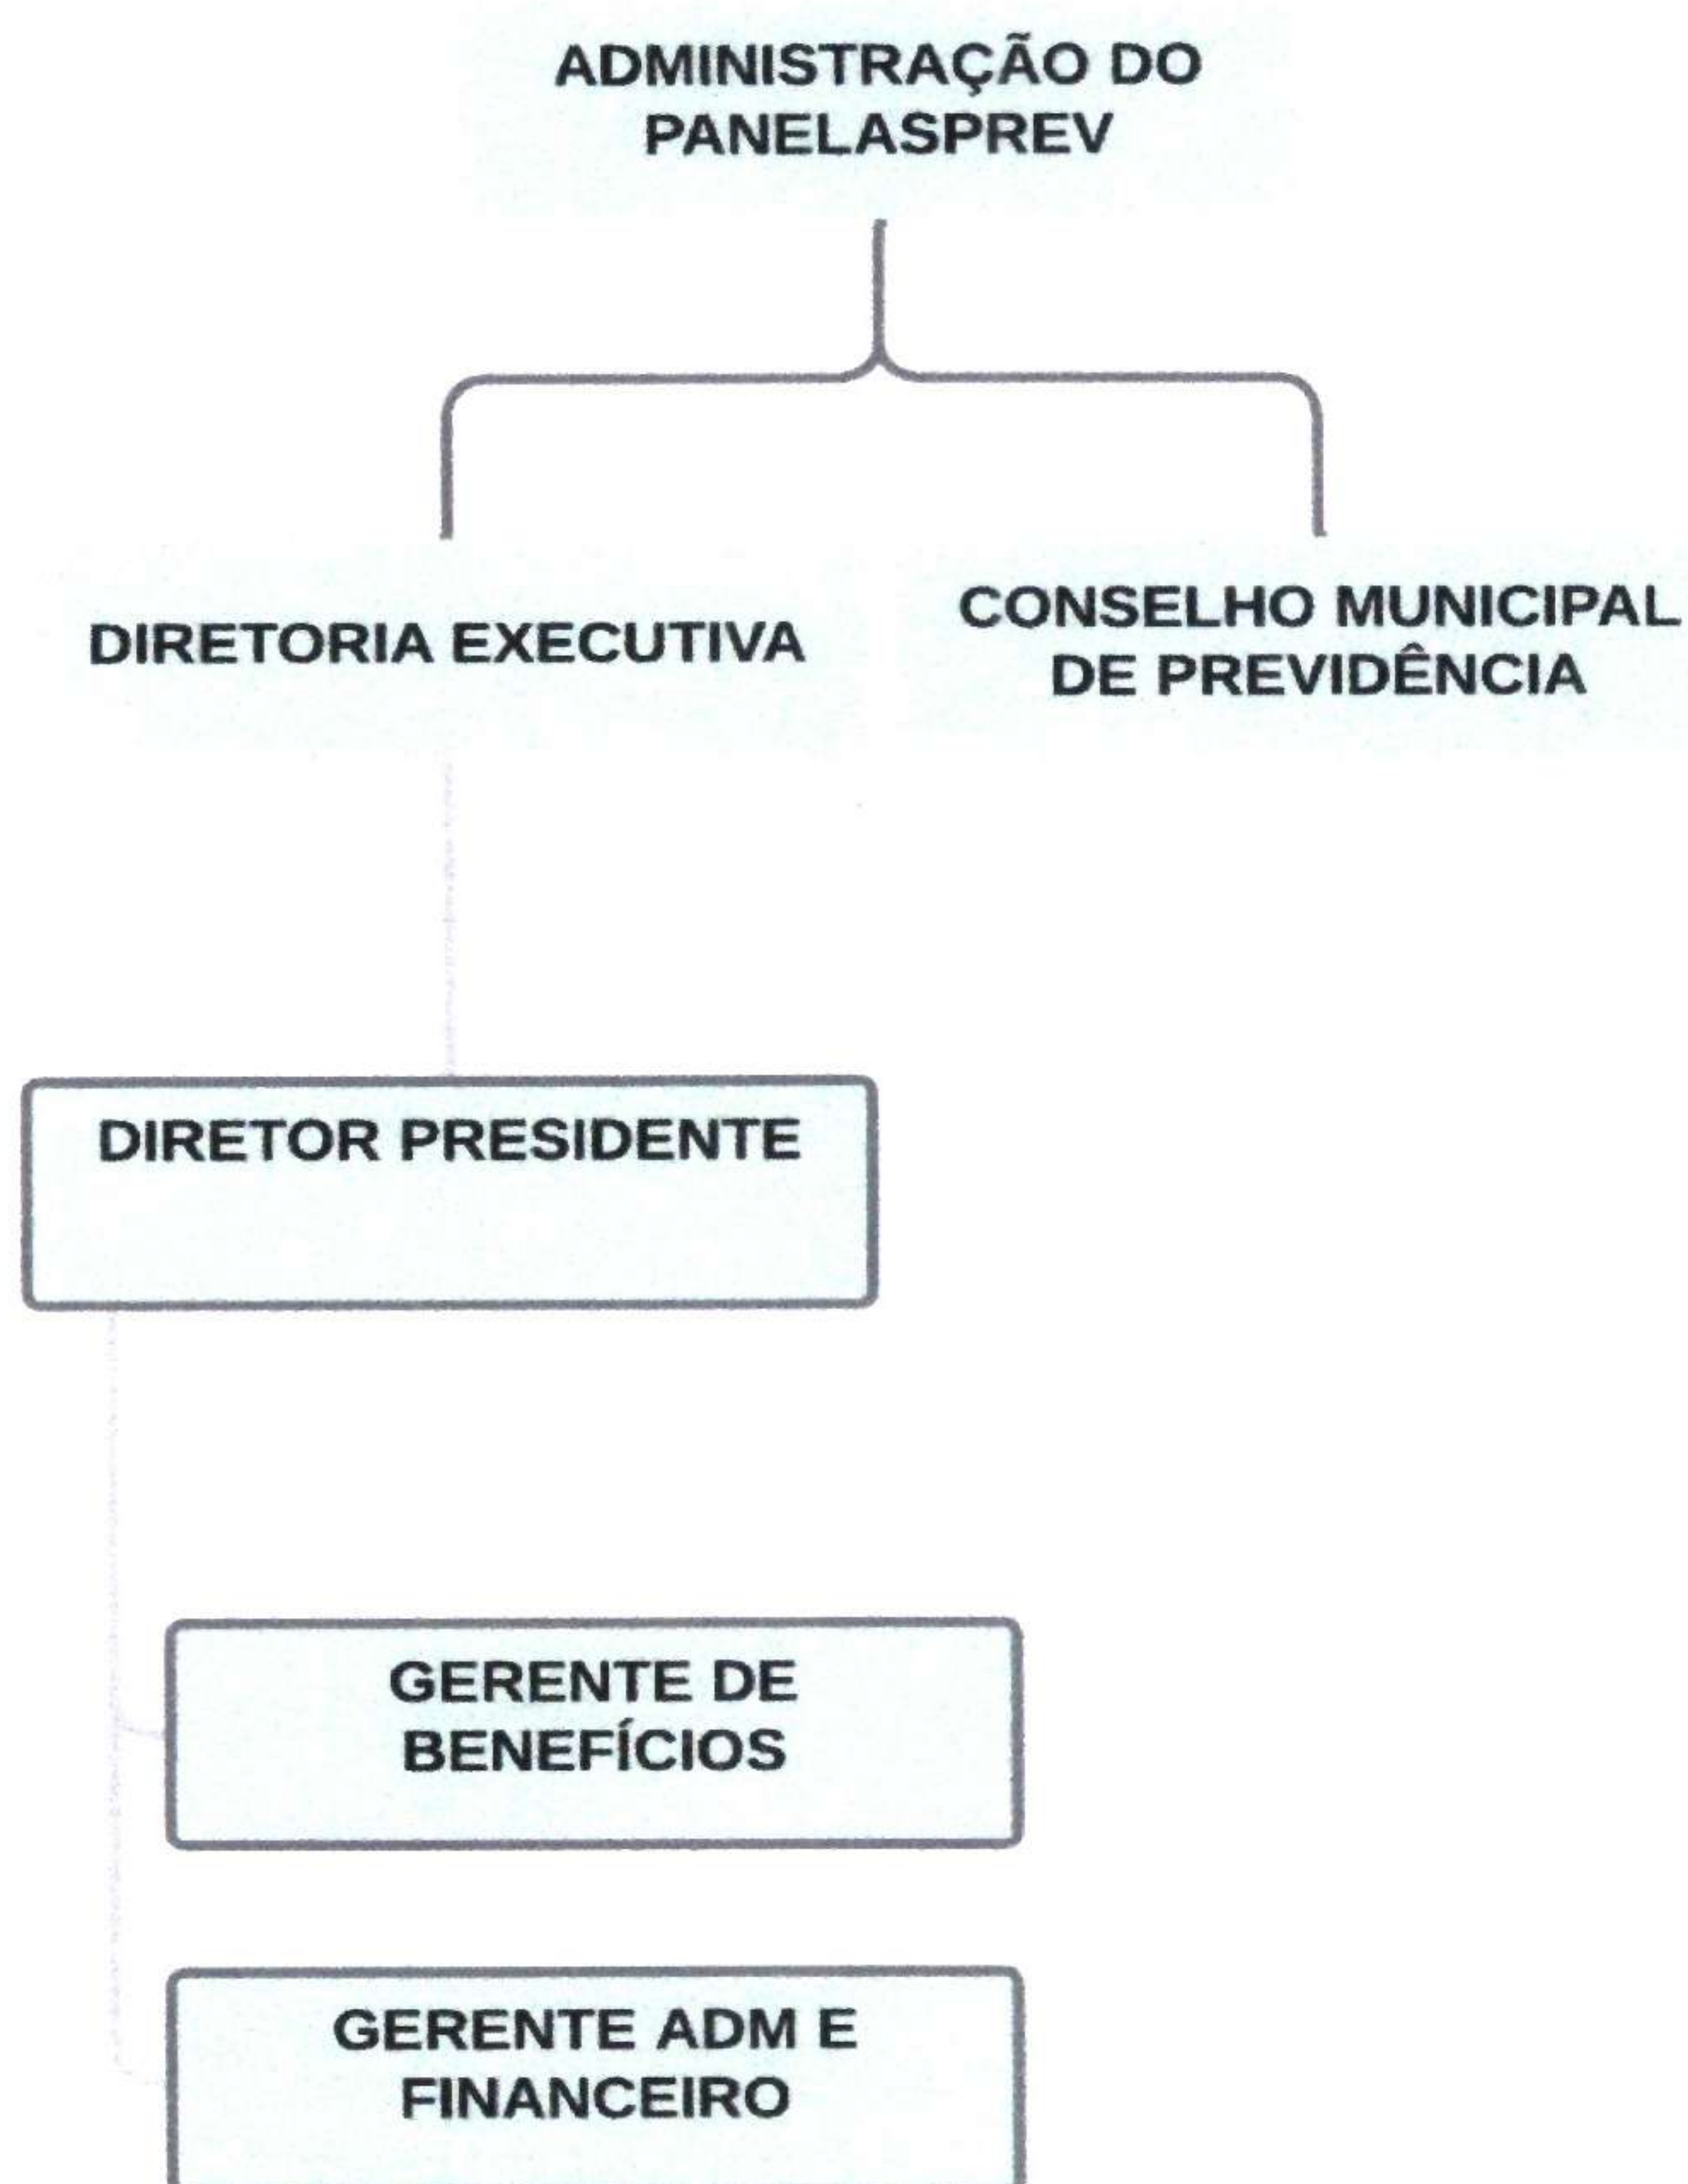 ADMINISTRAÇÃO DO
PANELASPREV
DIRETORIA EXECUTIVA
CONSELHO MUNICIPAL
DE PREVIDÊNCIA
DIRETOR PRESIDENTE
GERENTE DE
BENEFÍCIOS
GERENTE ADM E
FINANCEIRO